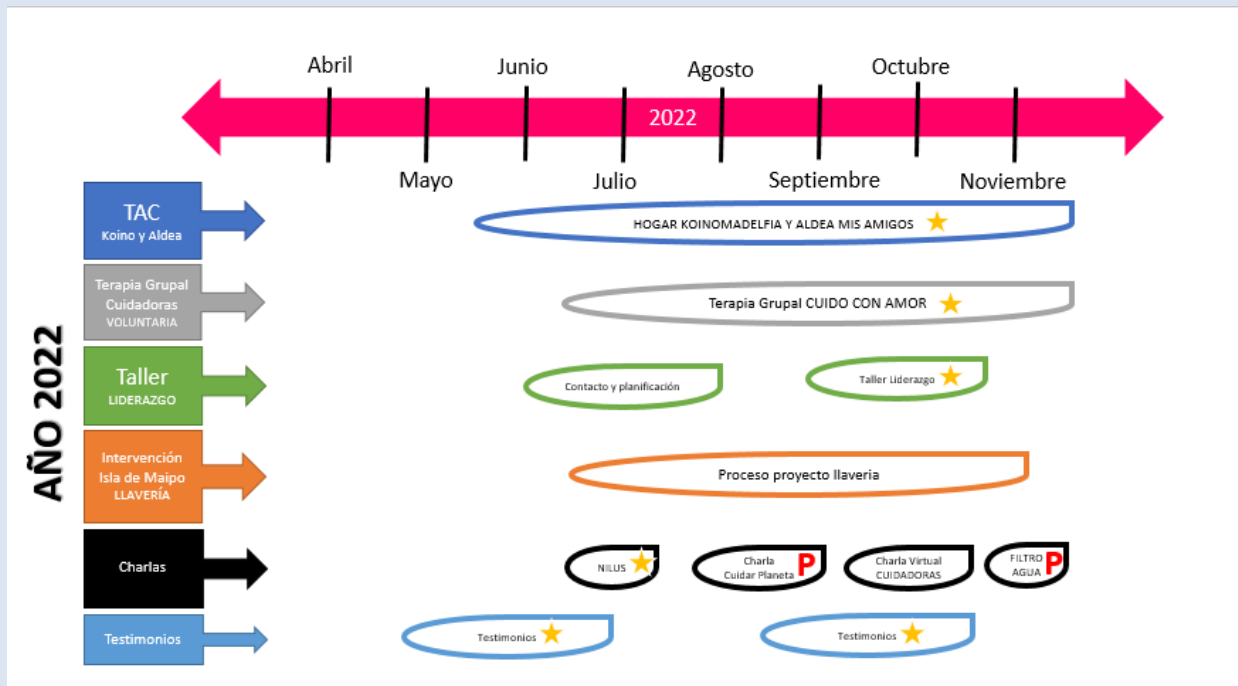 Abril
Junio
Agosto
Octubre
2022
Mayo
Julio
Septiembre
Noviembre
AÑO 2022
TAC
Koino y Aldea
HOGAR KOINOMADELFIA Y ALDEA MIS AMIGOS
Terapia Grupal
Cuidadoras
VOLUNTARIA
Terapia Grupal CUIDO CON AMOR
Taller
LIDERAZGO
Contacto y planificación
Taller Liderazgo
Intervención
Isla de Maipo
LLAVERÍA
Proceso proyecto llaveria
Charlas
NILUS
Charla
Cuidar Planeta
P
Charla Virtual
CUIDADORAS
FILTRO
AGUA
P
Testimonios
Testimonios
Testimonios